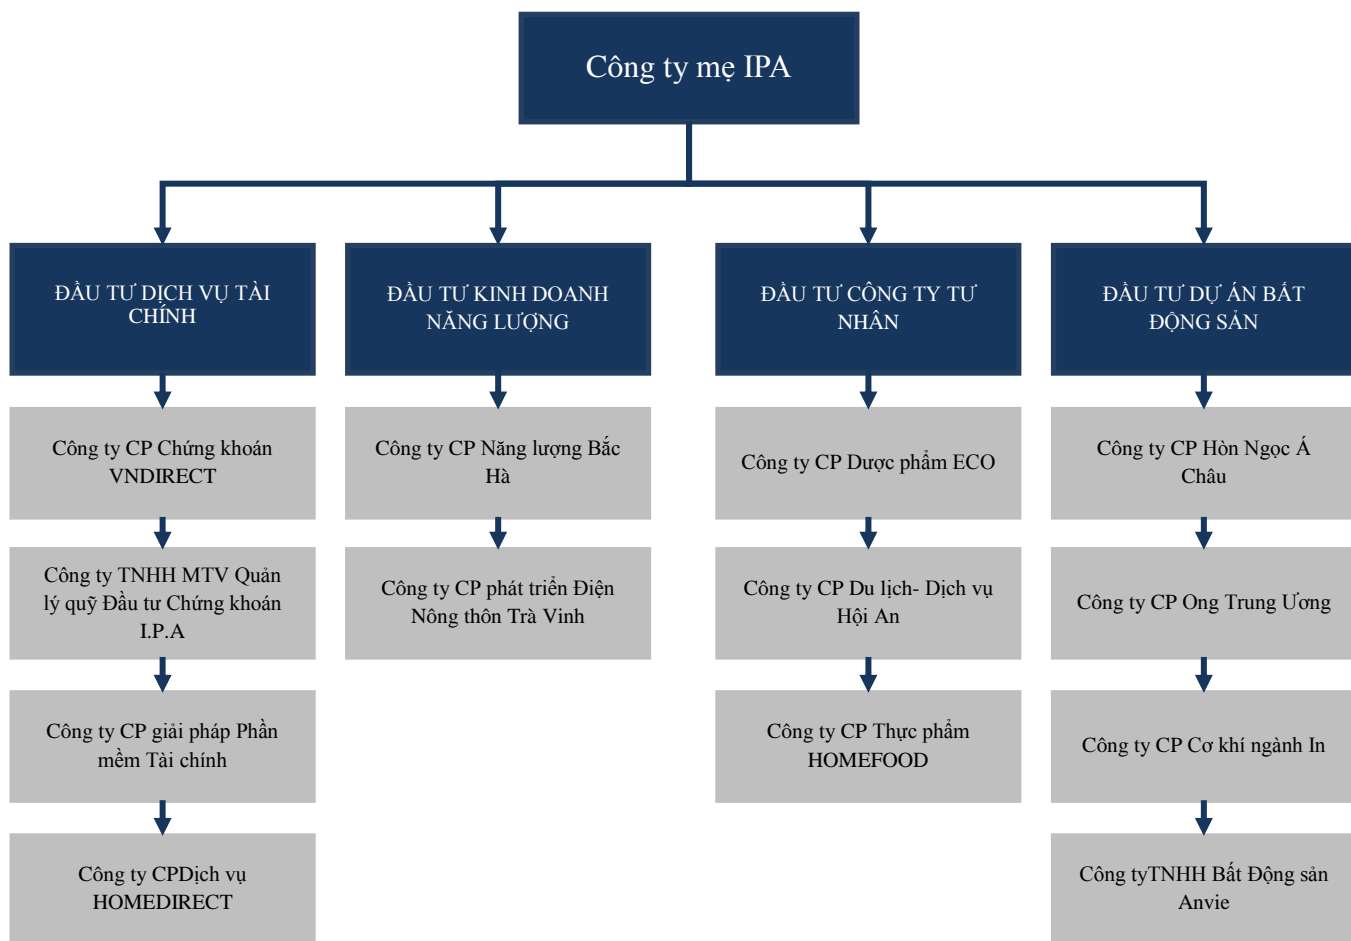 Công ty mẹ IPA
ĐẦU TƯ DỊCH VỤ TÀI
CHÍNH
ĐẦU TƯ KINH DOANH
NĂNG LƯỢNG
ĐẦU TƯ CÔNG TY TƯ
NHÂN
ĐẦU TƯ DỰ ÁN BẤT
ĐỘNG SẢN
Công ty CP Chứng khoán
VNDIRECT
Công ty CP Năng lượng Bắc
Hà
Công ty CP Dược phẩm ECO
Công ty CP Hòn Ngọc Á
Châu
Công ty TNHH MTV Quản
lý quỹ Đầu tư Chứng khoán
I.P.A
Công ty CP phát triển Điện
Nông thôn Trà Vinh
Công ty CP Du lịch- Dịch vụ
Hội An
Công ty CP Ong Trung Ương
Công ty CP giải pháp Phần
mềm Tài chính
Công ty CP Thực phẩm
HOMEFOOD
Công ty CP Cơ khí ngành In
Công ty CPDịch vụ
HOMEDIRECT
Công tyTNHH Bất Động sản
Anvie